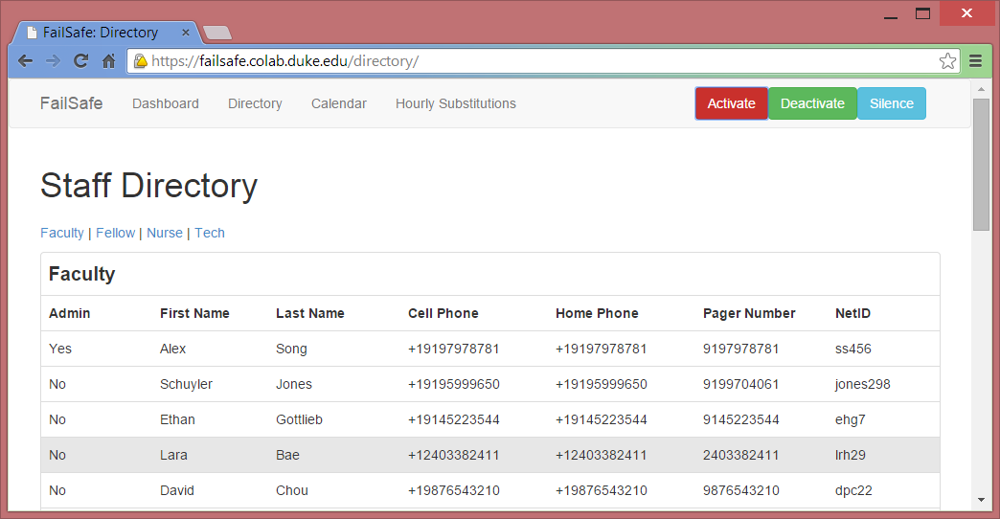 FailSafe: Directory
https://failsafe.colab.duke.edu/directory/
FailSafe Dashboard Directory Calendar Hourly Substitutions Activate Deactivate Silence
Staff Directory
Faculty | Fellow | Nurse | Tech
Faculty
Admin First Name Last Name Cell Phone Home Phone Pager Number NetID
Yes Alex Song +19197978781 +19197978781 9197978781 ss456
No Schuyler Jones +19195999650 +19195999650 9199704061 jones298
No Ethan Gottlieb +19145223544 +19145223544 9145223544 ehg7
No Lara Bae +12403382411 +12403382411 2403382411 lrh29
No David Chou +19876543210 +19876543210 9876543210 dpc22